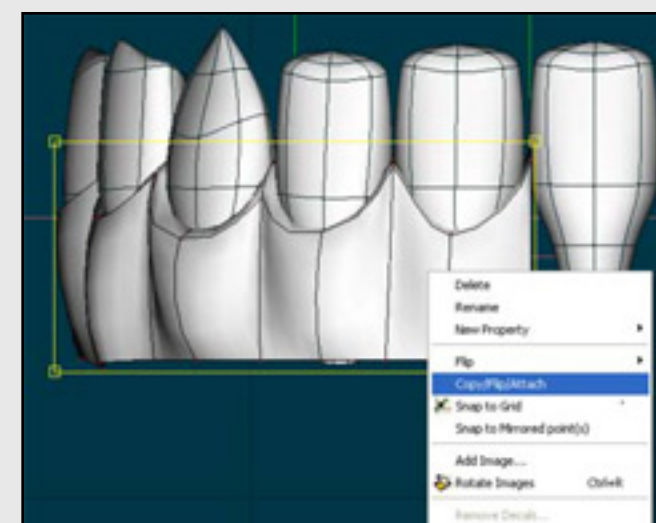 Delete
Rename
New Property
Flip
Copy/Flip/Attach
Snap to Grid
Snap to Mirrored point(s)
Add Image...
Rotate Images Ctrl+R
Remove Decals...